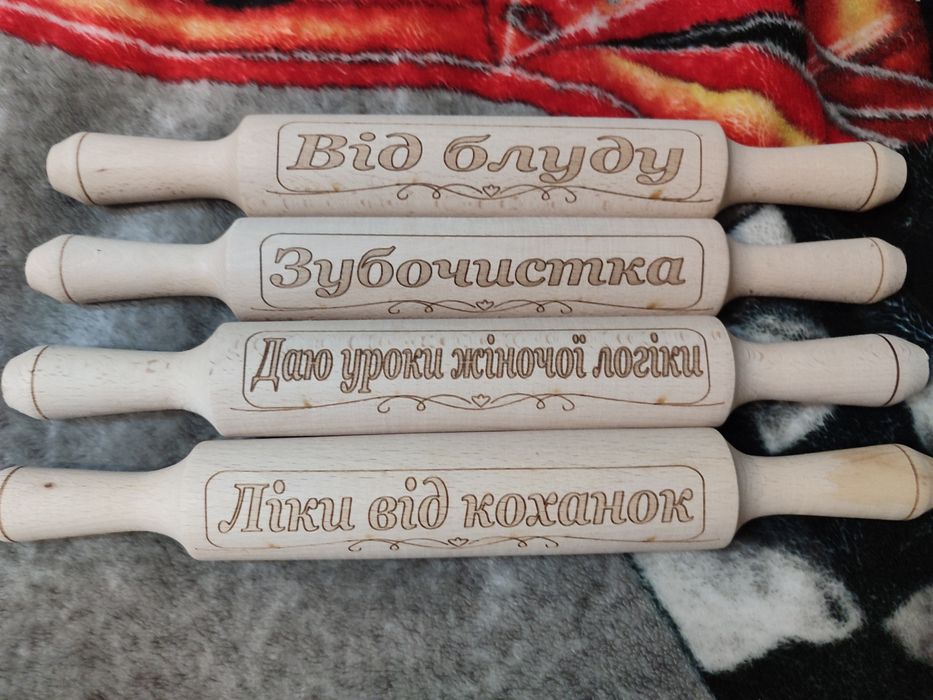 Від блуду
Зубочистка
Даю уроки жіночої логіки
Ліки від коханок